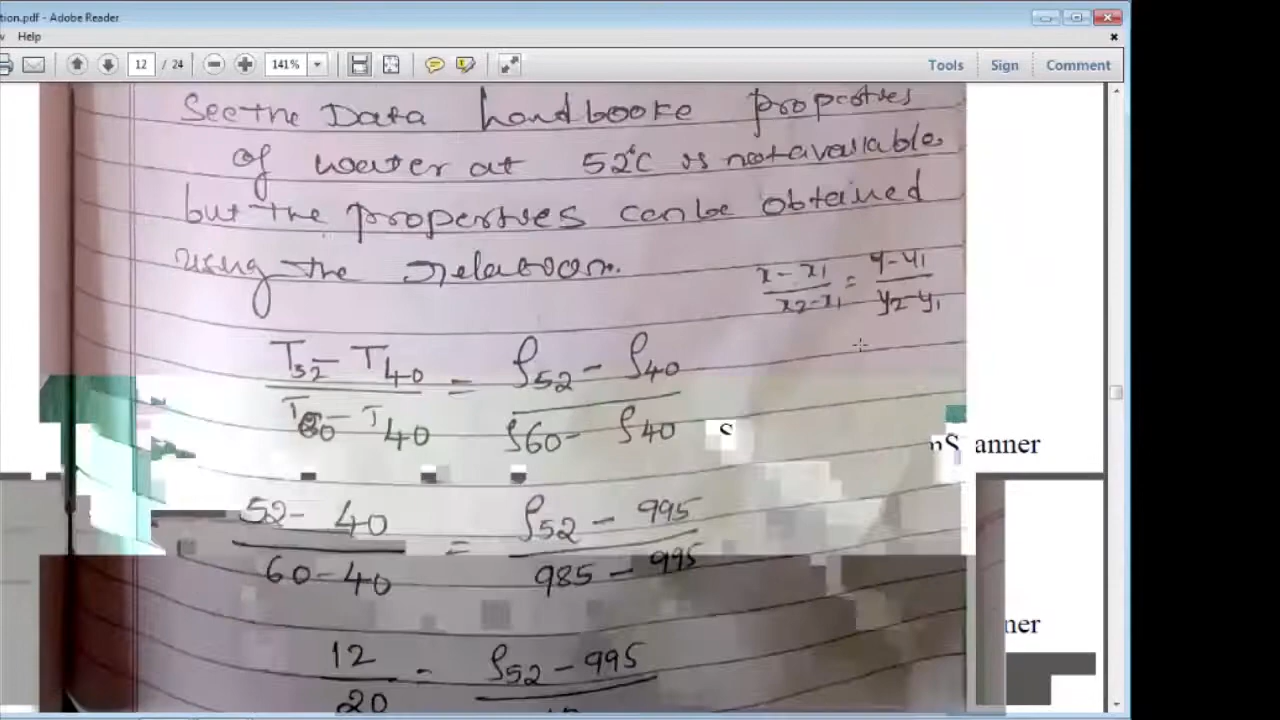 tion.pdf - Adobe Reader
Help
12 / 24 141% Tools Sign Comment
See the Data handbooke properties
of water at 52°C is not available.
but the properties can be obtained
using the relation.
x - x1 / x2 - x1 = y - y1 / y2 - y1
T52 - T40 / T60 - T40 = ρ52 - ρ40 / ρ60 - ρ40
anner
52 - 40 / 60 - 40 = ρ52 - 995 / 985 - 995
ner
12 / 20 = ρ52 - 995